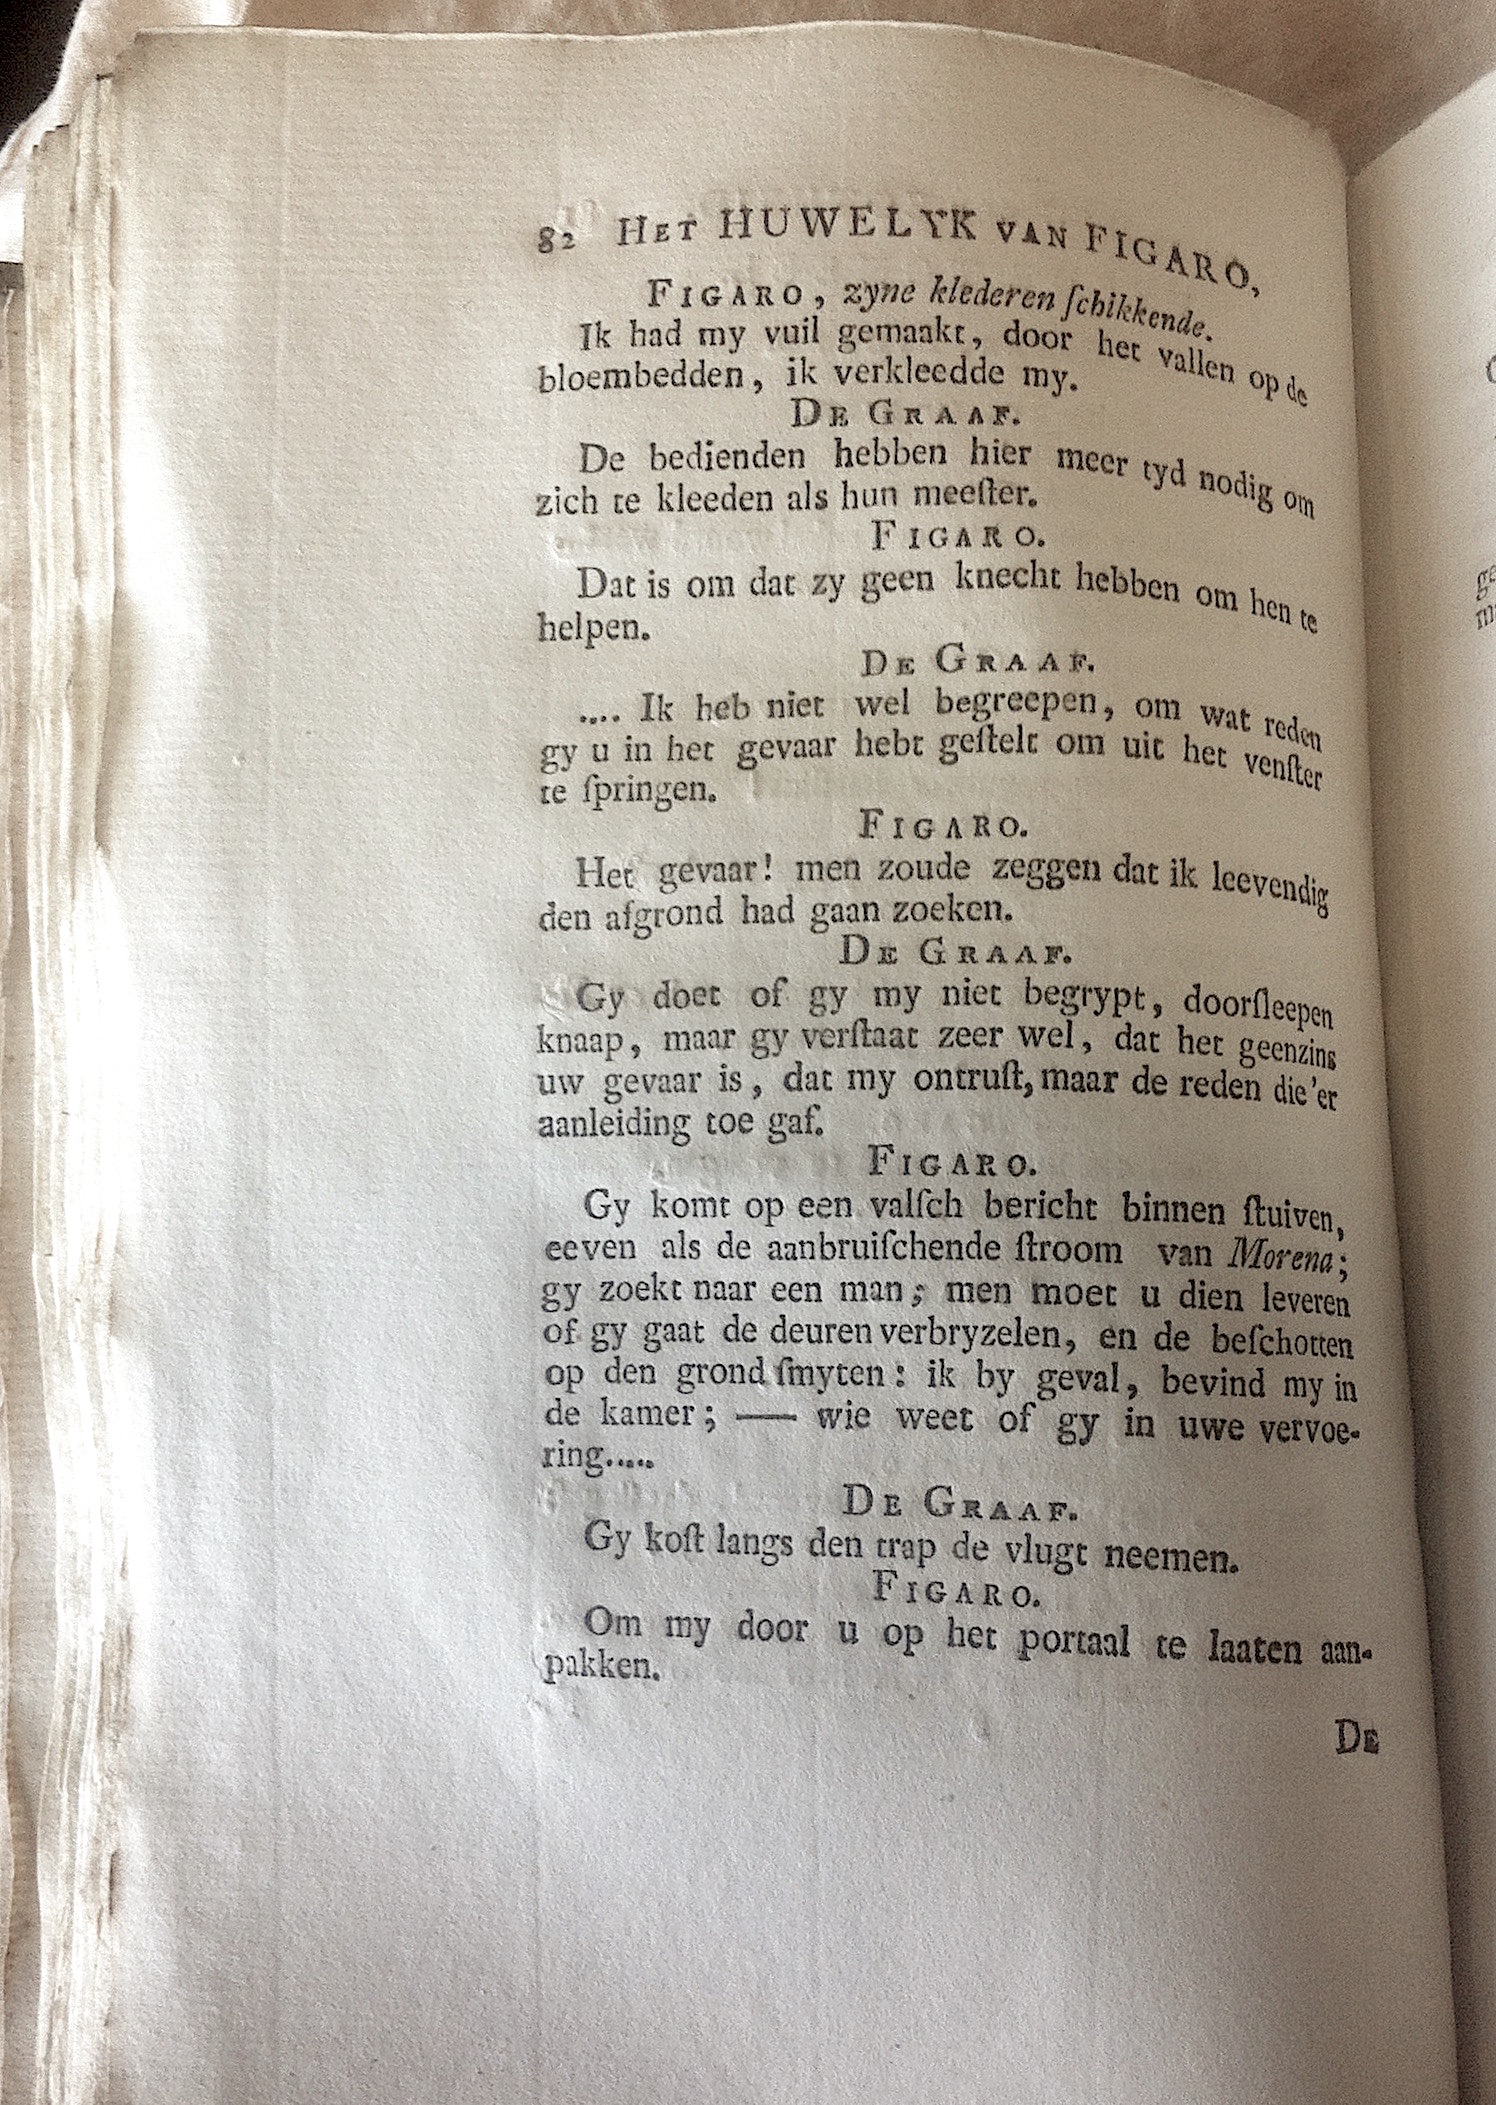 82 HET HUWELYK VAN FIGARO,
FIGARO, zyne klederen ſchikkende.
Ik had my vuil gemaakt, door het vallen op de
bloembedden, ik verkleedde my.
DE GRAAF.
De bedienden hebben hier meer tyd nodig om
zich te kleeden als hun meeſter.
FIGARO.
Dat is om dat zy geen knecht hebben om hen te
helpen.
DE GRAAF.
.... Ik heb niet wel begreepen, om wat reden
gy u in het gevaar hebt geſtelt om uit het venſter
te ſpringen.
FIGARO.
Het gevaar! men zoude zeggen dat ik leevendig
den afgrond had gaan zoeken.
DE GRAAF.
Gy doet of gy my niet begrypt, doorſleepen
knaap, maar gy verſtaat zeer wel, dat het geenzins
uw gevaar is, dat my ontruſt, maar de reden die'er
aanleiding toe gaf.
FIGARO.
Gy komt op een valſch bericht binnen ſtuiven,
eeven als de aanbruiſchende ſtroom van Morena;
gy zoekt naar een man; men moet u dien leveren
of gy gaat de deuren verbryzelen, en de beſchotten
op den grond ſmyten: ik by geval, bevind my in
de kamer; — wie weet of gy in uwe vervoe-
ring.....
DE GRAAF.
Gy koſt langs den trap de vlugt neemen.
FIGARO.
Om my door u op het portaal te laaten aan-
pakken.
DE